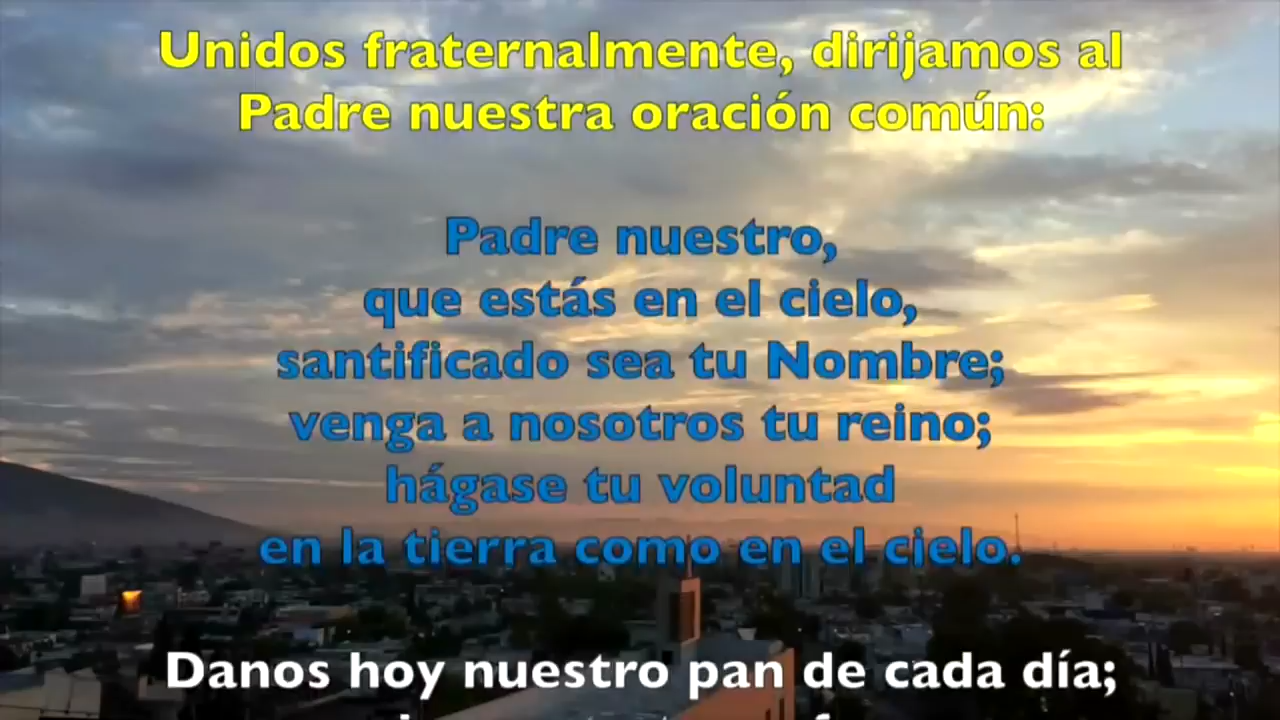 Unidos fraternalmente, dirijamos al
Padre nuestra oración común:
Padre nuestro,
que estás en el cielo,
santificado sea tu Nombre;
venga a nosotros tu reino;
hágase tu voluntad
en la tierra como en el cielo.
Danos hoy nuestro pan de cada día;